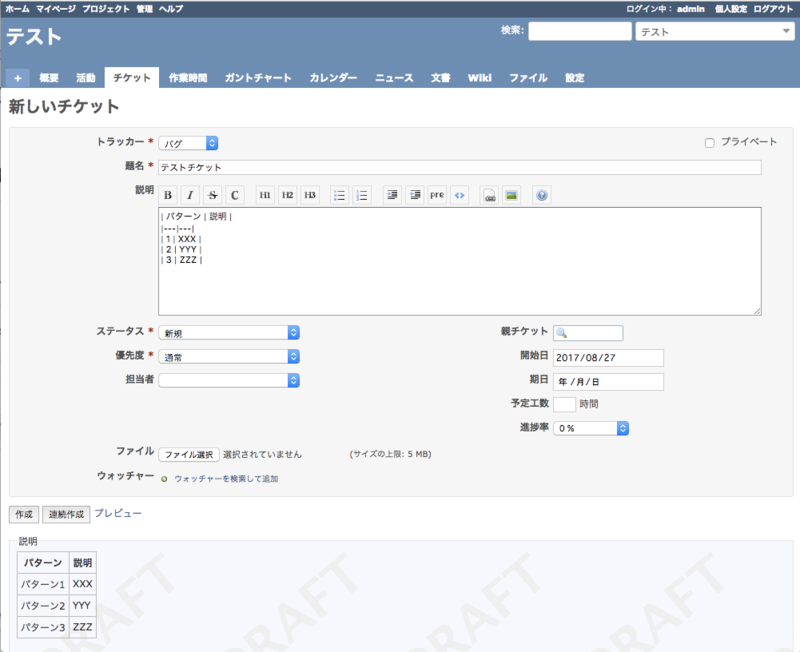 ホーム マイページ プロジェクト 管理 ヘルプ ログイン中： admin 個人設定 ログアウト
テスト 検索: テスト
+ 概要 活動 チケット 作業時間 ガントチャート カレンダー ニュース 文書 Wiki ファイル 設定
新しいチケット
トラッカー * バグ プライベート
題名 * テストチケット
説明 B I S C H1 H2 H3 pre <> ?
| パターン | 説明 |
|---|---|
| 1 | XXX |
| 2 | YYY |
| 3 | ZZZ |
ステータス * 新規 親チケット
優先度 * 通常 開始日 2017/08/27
担当者 期日 年 /月/日
予定工数 時間
進捗率 0 %
ファイル ファイル選択 選択されていません (サイズの上限: 5 MB)
ウォッチャー ウォッチャーを検索して追加
作成 連続作成 プレビュー
説明
パターン 説明
パターン1 XXX
パターン2 YYY
パターン3 ZZZ
DRAFT DRAFT DRAFT DRAFT